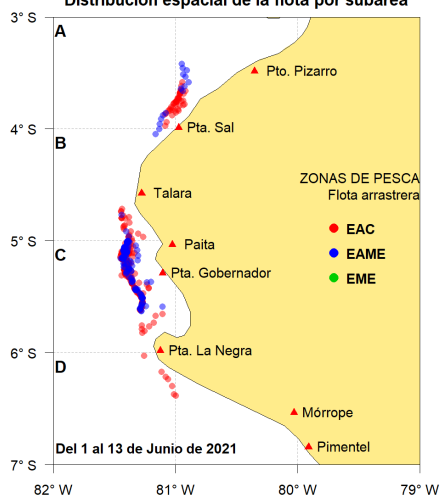 Distribución espacial de la flota por subárea
3° S
A
Pto. Pizarro
Pta. Sal
4° S
B
ZONAS DE PESCA
Flota arrastrera
Talara
EAC
5° S
Paita
C
EAME
Pta. Gobernador
EME
6° S
Pta. La Negra
D
Mórrope
Del 1 al 13 de Junio de 2021
Pimentel
7° S
82° W
81° W
80° W
79° W